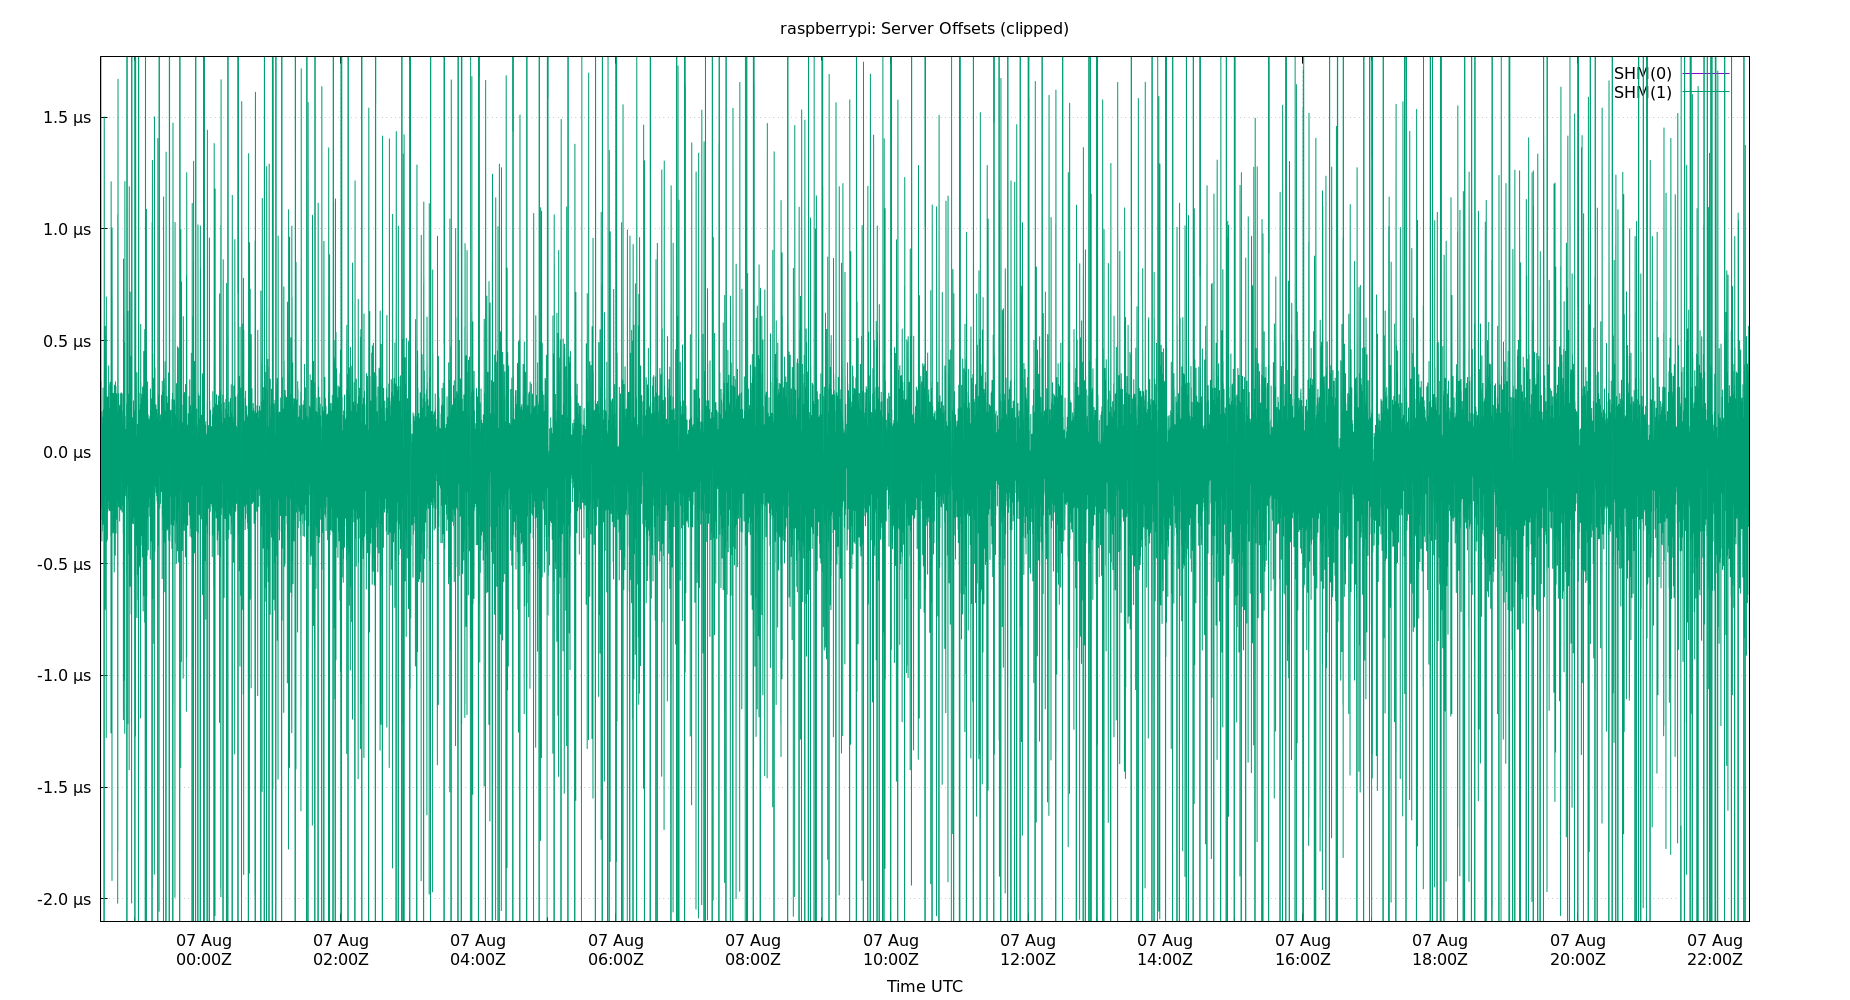 raspberrypi: Server Offsets (clipped)
SHM(0)
SHM(1)
1.5 µs
1.0 µs
0.5 µs
0.0 µs
-0.5 µs
-1.0 µs
-1.5 µs
-2.0 µs
07 Aug 07 Aug 07 Aug 07 Aug 07 Aug 07 Aug 07 Aug 07 Aug 07 Aug 07 Aug 07 Aug 07 Aug
00:00Z 02:00Z 04:00Z 06:00Z 08:00Z 10:00Z 12:00Z 14:00Z 16:00Z 18:00Z 20:00Z 22:00Z
Time UTC